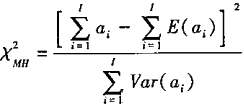 χ²_MH = [ Σ_{i=1}^{I} a_i − Σ_{i=1}^{I} E(a_i) ]² / Σ_{i=1}^{I} Var(a_i)